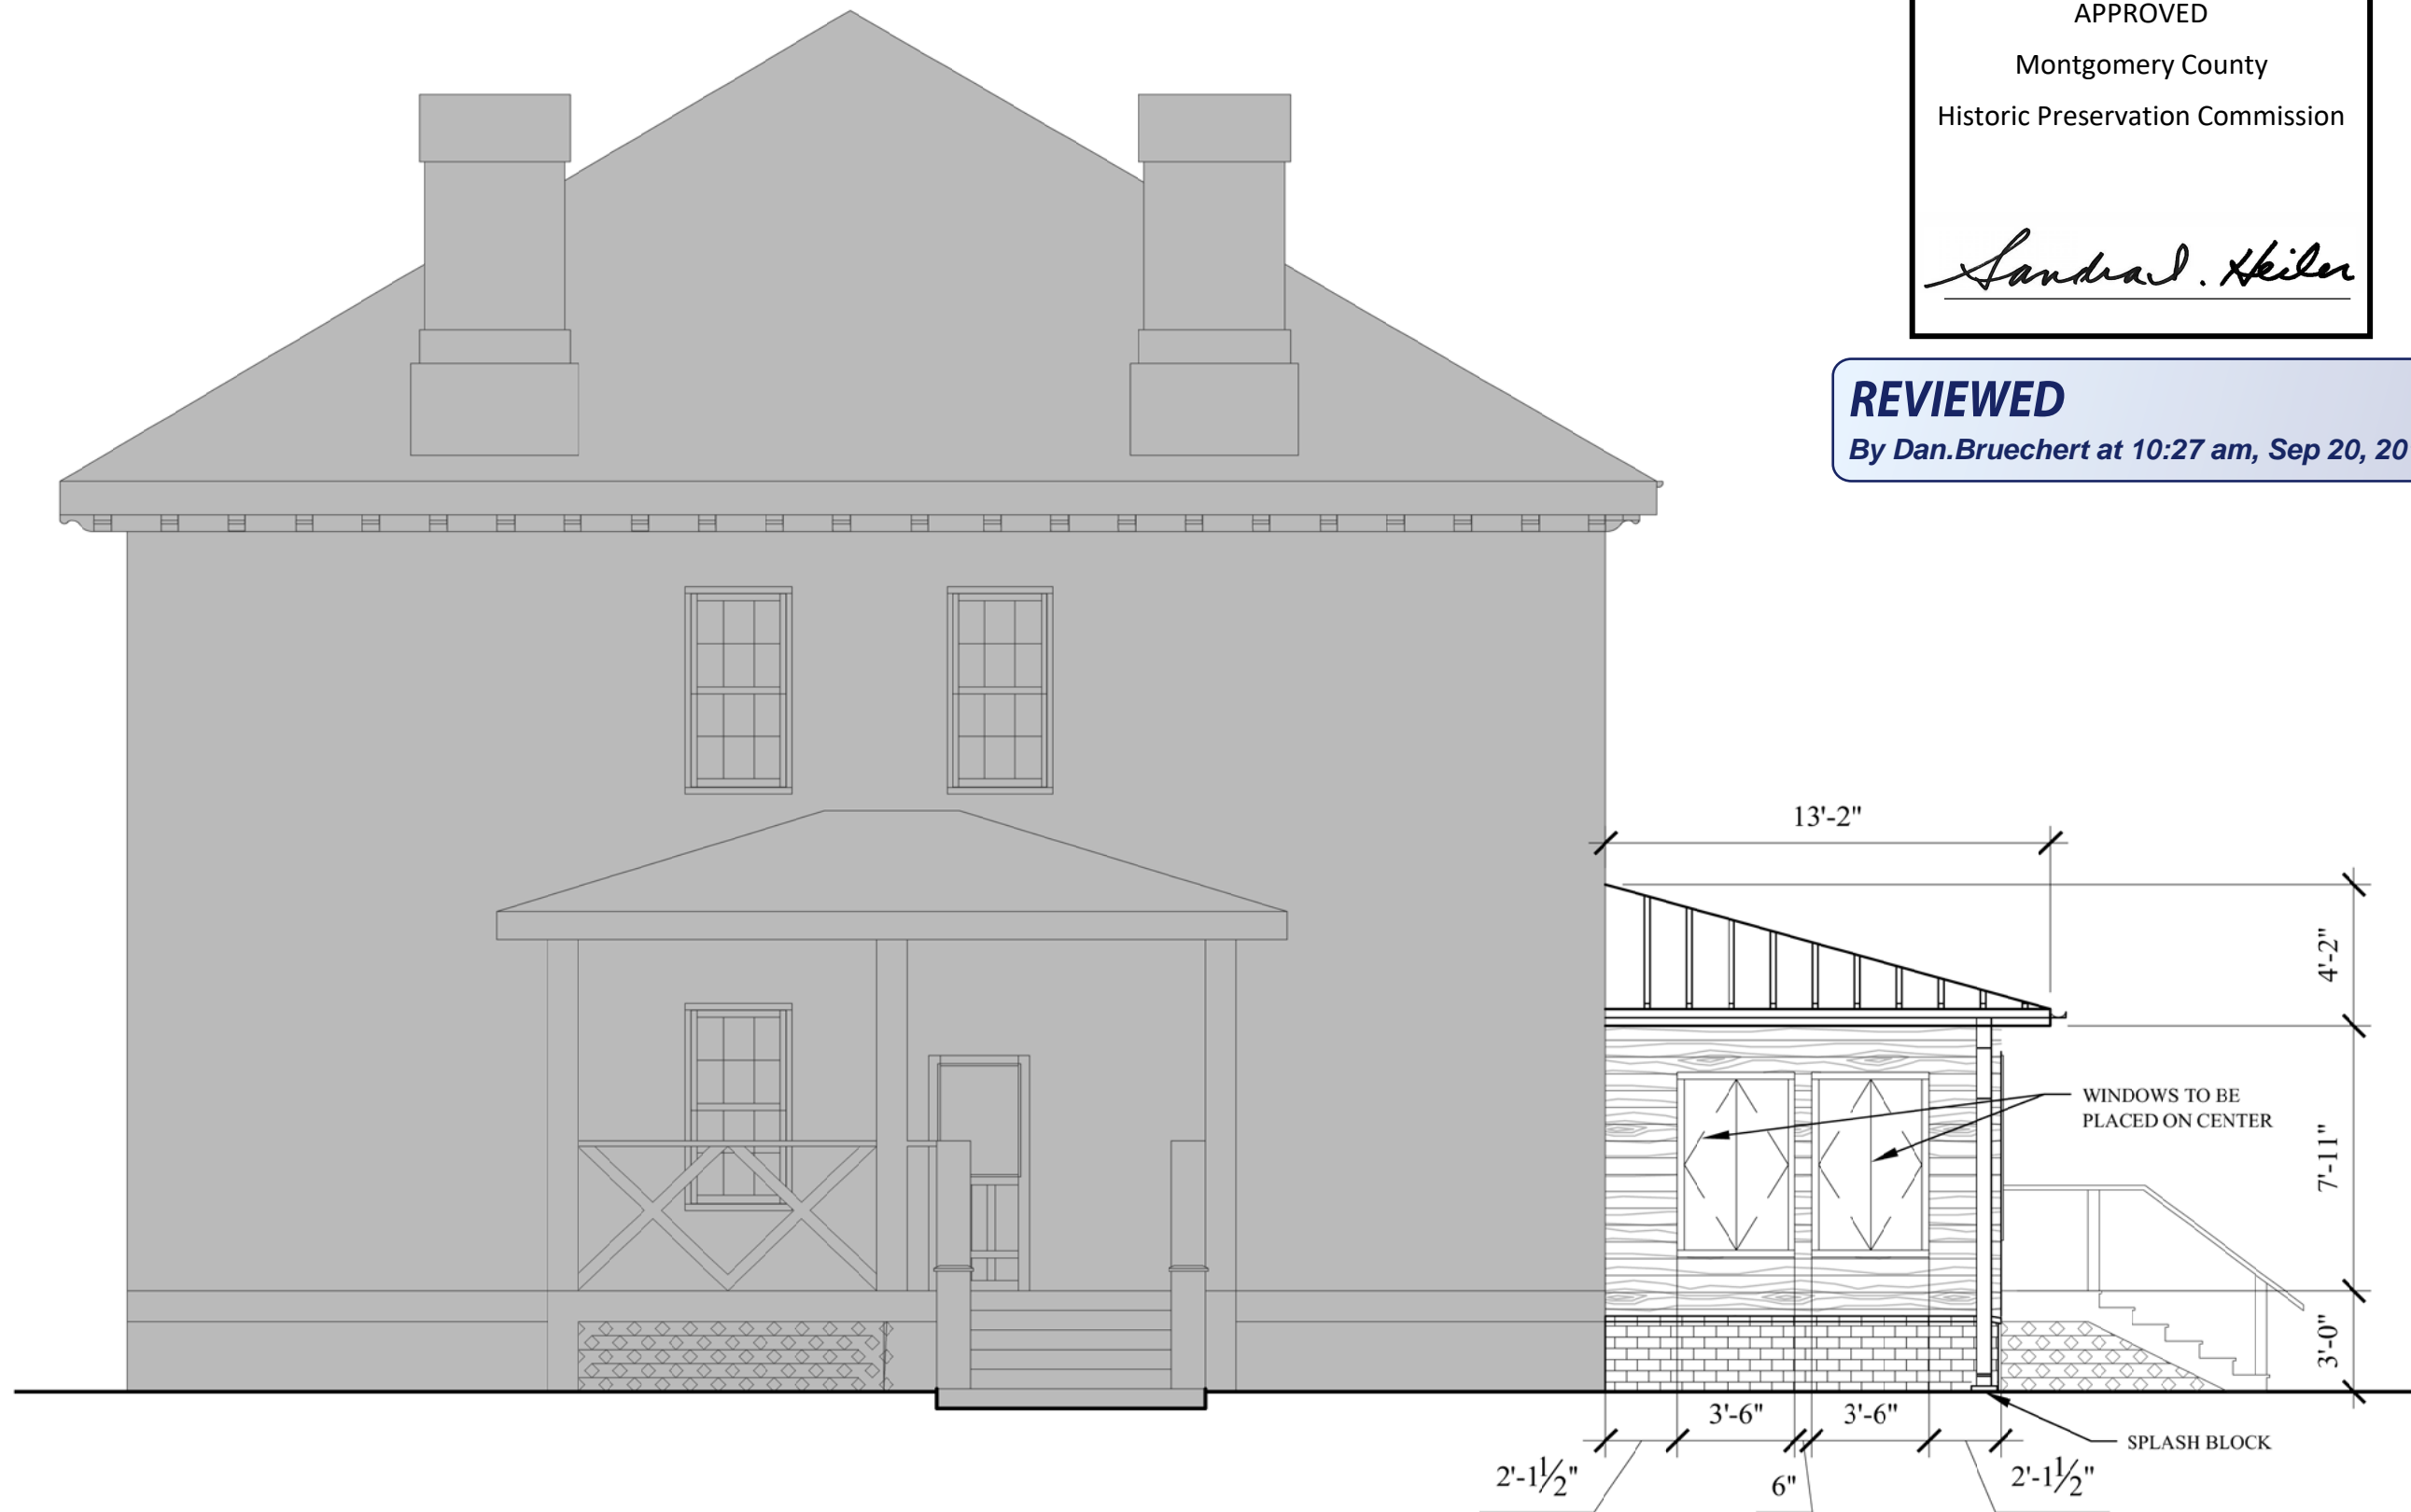 APPROVED
Montgomery County
Historic Preservation Commission
Sandra I. Heiler
REVIEWED
By Dan.Bruechert at 10:27 am, Sep 20, 20
13'-2"
4'-2"
7'-11"
3'-0"
WINDOWS TO BE
PLACED ON CENTER
SPLASH BLOCK
3'-6" 3'-6"
2'-1½" 6" 2'-1½"